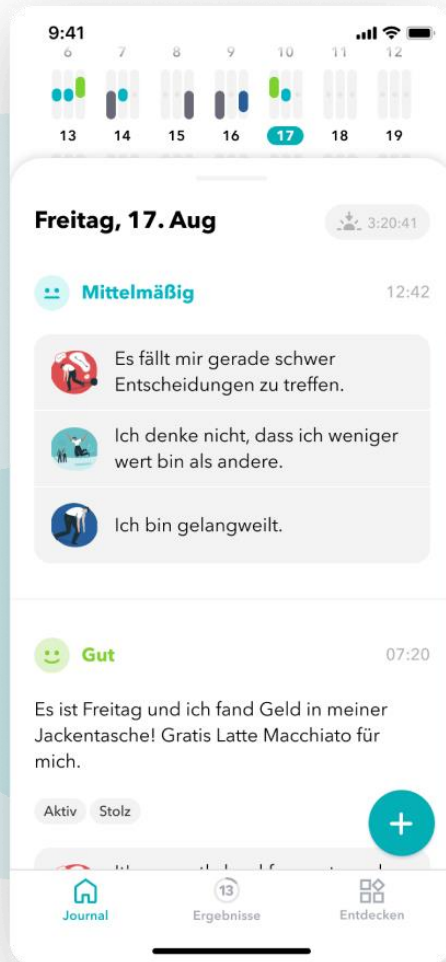 9:41
6 7 8 9 10 11 12
13 14 15 16 17 18 19
Freitag, 17. Aug
3:20:41
Mittelmäßig
12:42
Es fällt mir gerade schwer
Entscheidungen zu treffen.
Ich denke nicht, dass ich weniger
wert bin als andere.
Ich bin gelangweilt.
Gut
07:20
Es ist Freitag und ich fand Geld in meiner
Jackentasche! Gratis Latte Macchiato für
mich.
Aktiv Stolz
13
Journal Ergebnisse Entdecken